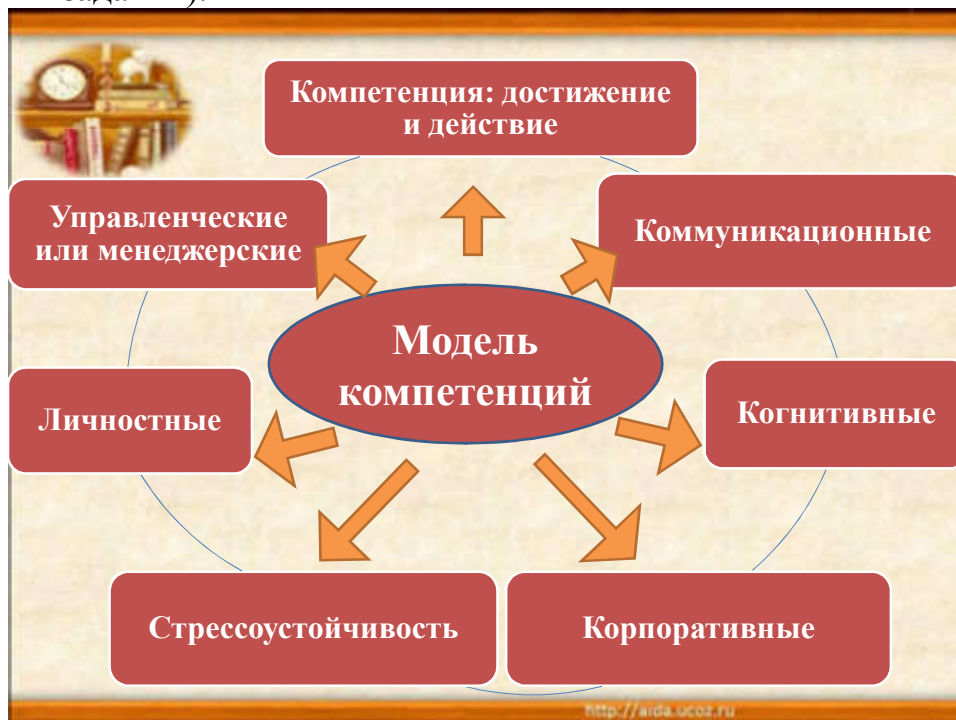 Компетенция: достижение
и действие
Управленческие
или менеджерские
Коммуникационные
Модель
компетенций
Личностные
Когнитивные
Стрессоустойчивость
Корпоративные
http://aida.ucoz.ru